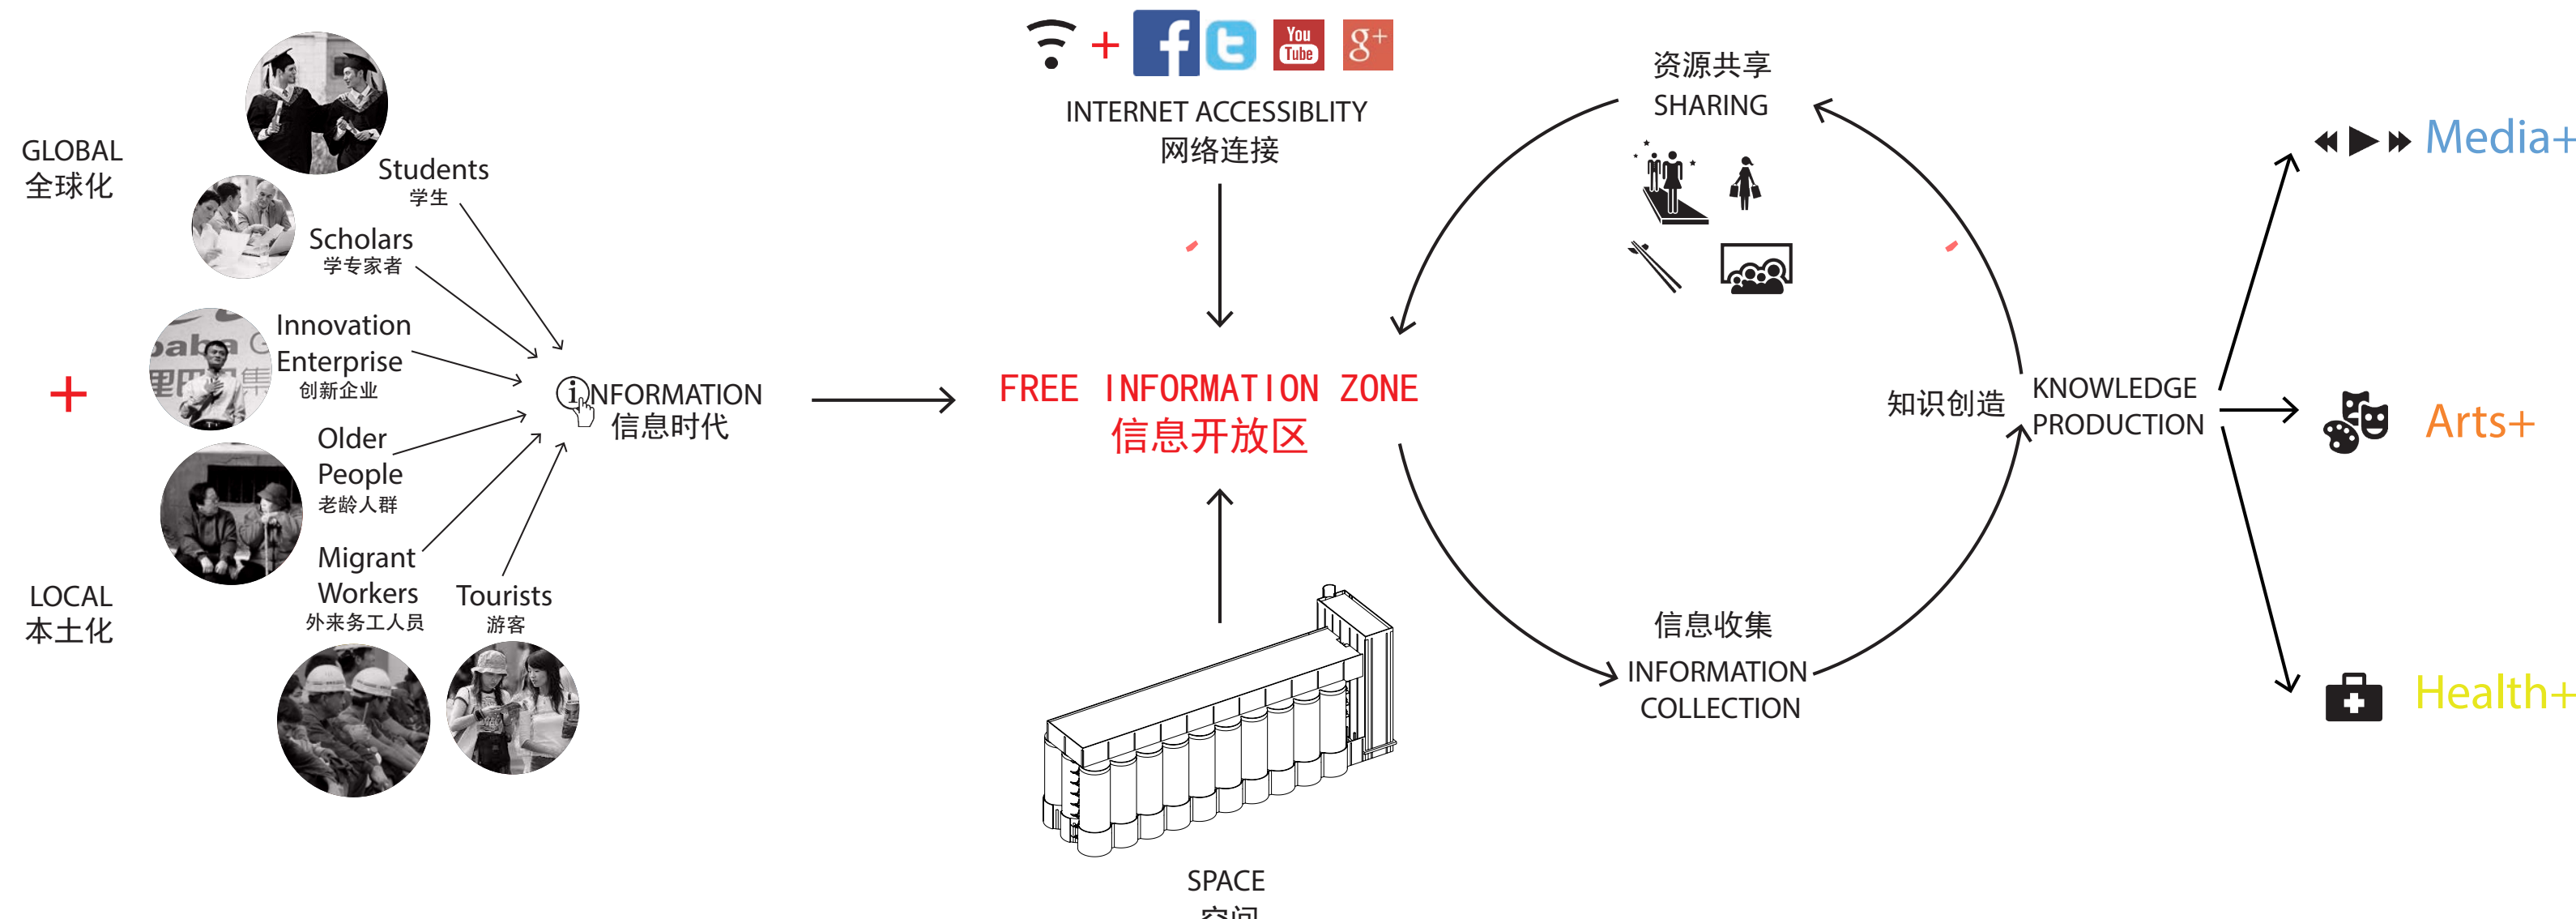 GLOBAL
全球化
+
LOCAL
本土化
Students
学生
Scholars
学专家者
Innovation
Enterprise
创新企业
Older
People
老龄人群
Migrant
Workers
外来务工人员
Tourists
游客
iNFORMATION
信息时代
+
f
t
You
Tube
g+
INTERNET ACCESSIBLITY
网络连接
FREE INFORMATION ZONE
信息开放区
SPACE
空间
资源共享
SHARING
信息收集
INFORMATION
COLLECTION
知识创造
KNOWLEDGE
PRODUCTION
Media+
Arts+
Health+